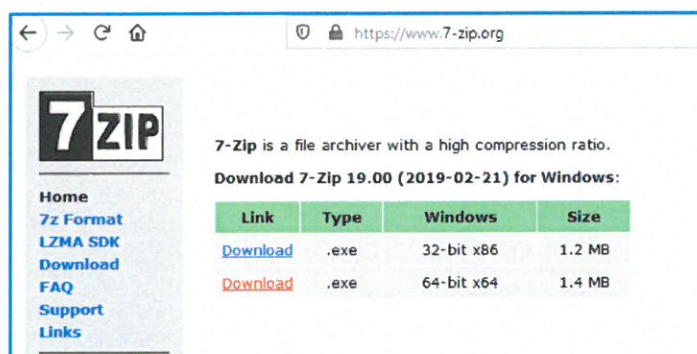 https://www.7-zip.org
7 ZIP
7-Zip is a file archiver with a high compression ratio.
Download 7-Zip 19.00 (2019-02-21) for Windows:
Link Type Windows Size
Download .exe 32-bit x86 1.2 MB
Download .exe 64-bit x64 1.4 MB
Home
7z Format
LZMA SDK
Download
FAQ
Support
Links